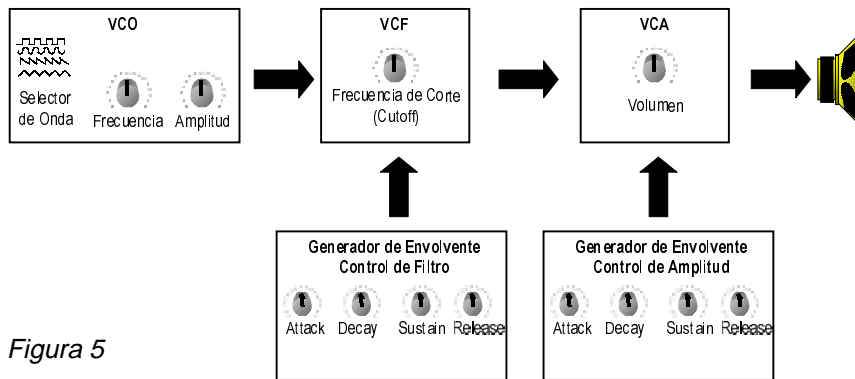 VCO
Selector
de Onda
Frecuencia
Amplitud
VCF
Frecuencia de Corte
(Cutoff)
VCA
Volumen
Generador de Envolvente
Control de Filtro
Attack Decay Sustain Release
Generador de Envolvente
Control de Amplitud
Attack Decay Sustain Release
Figura 5